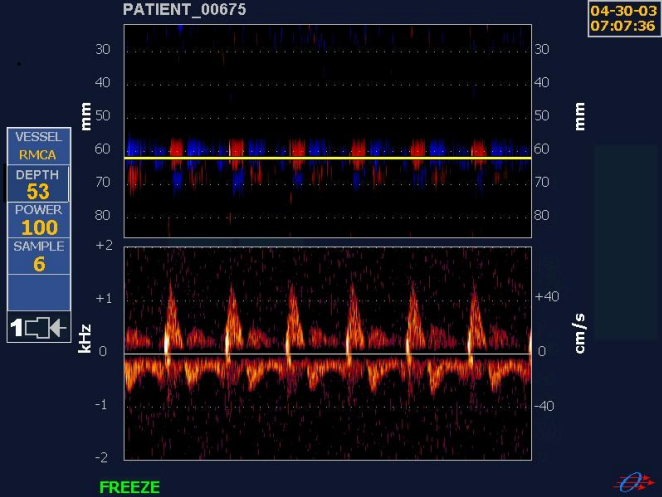 PATIENT_00675
04-30-03
07:07:36
30
40
50
60
70
80
mm
30
40
50
60
70
80
mm
VESSEL
RMCA
DEPTH
53
POWER
100
SAMPLE
6
1
+2
+1
0
-1
-2
kHz
+40
0
-40
cm/s
FREEZE